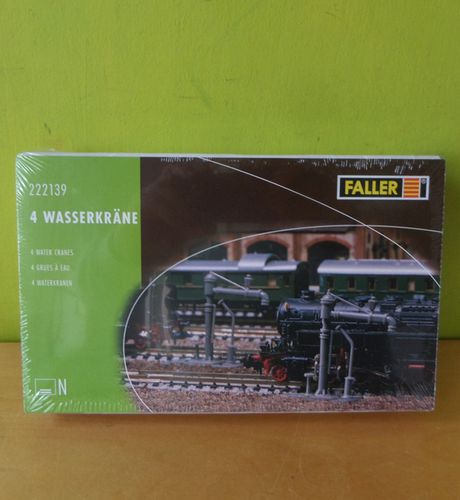 222139
4 WASSERKRÄNE
4 WATER CRANES
4 GRUES À EAU
4 WATERKRANEN
N
FALLER